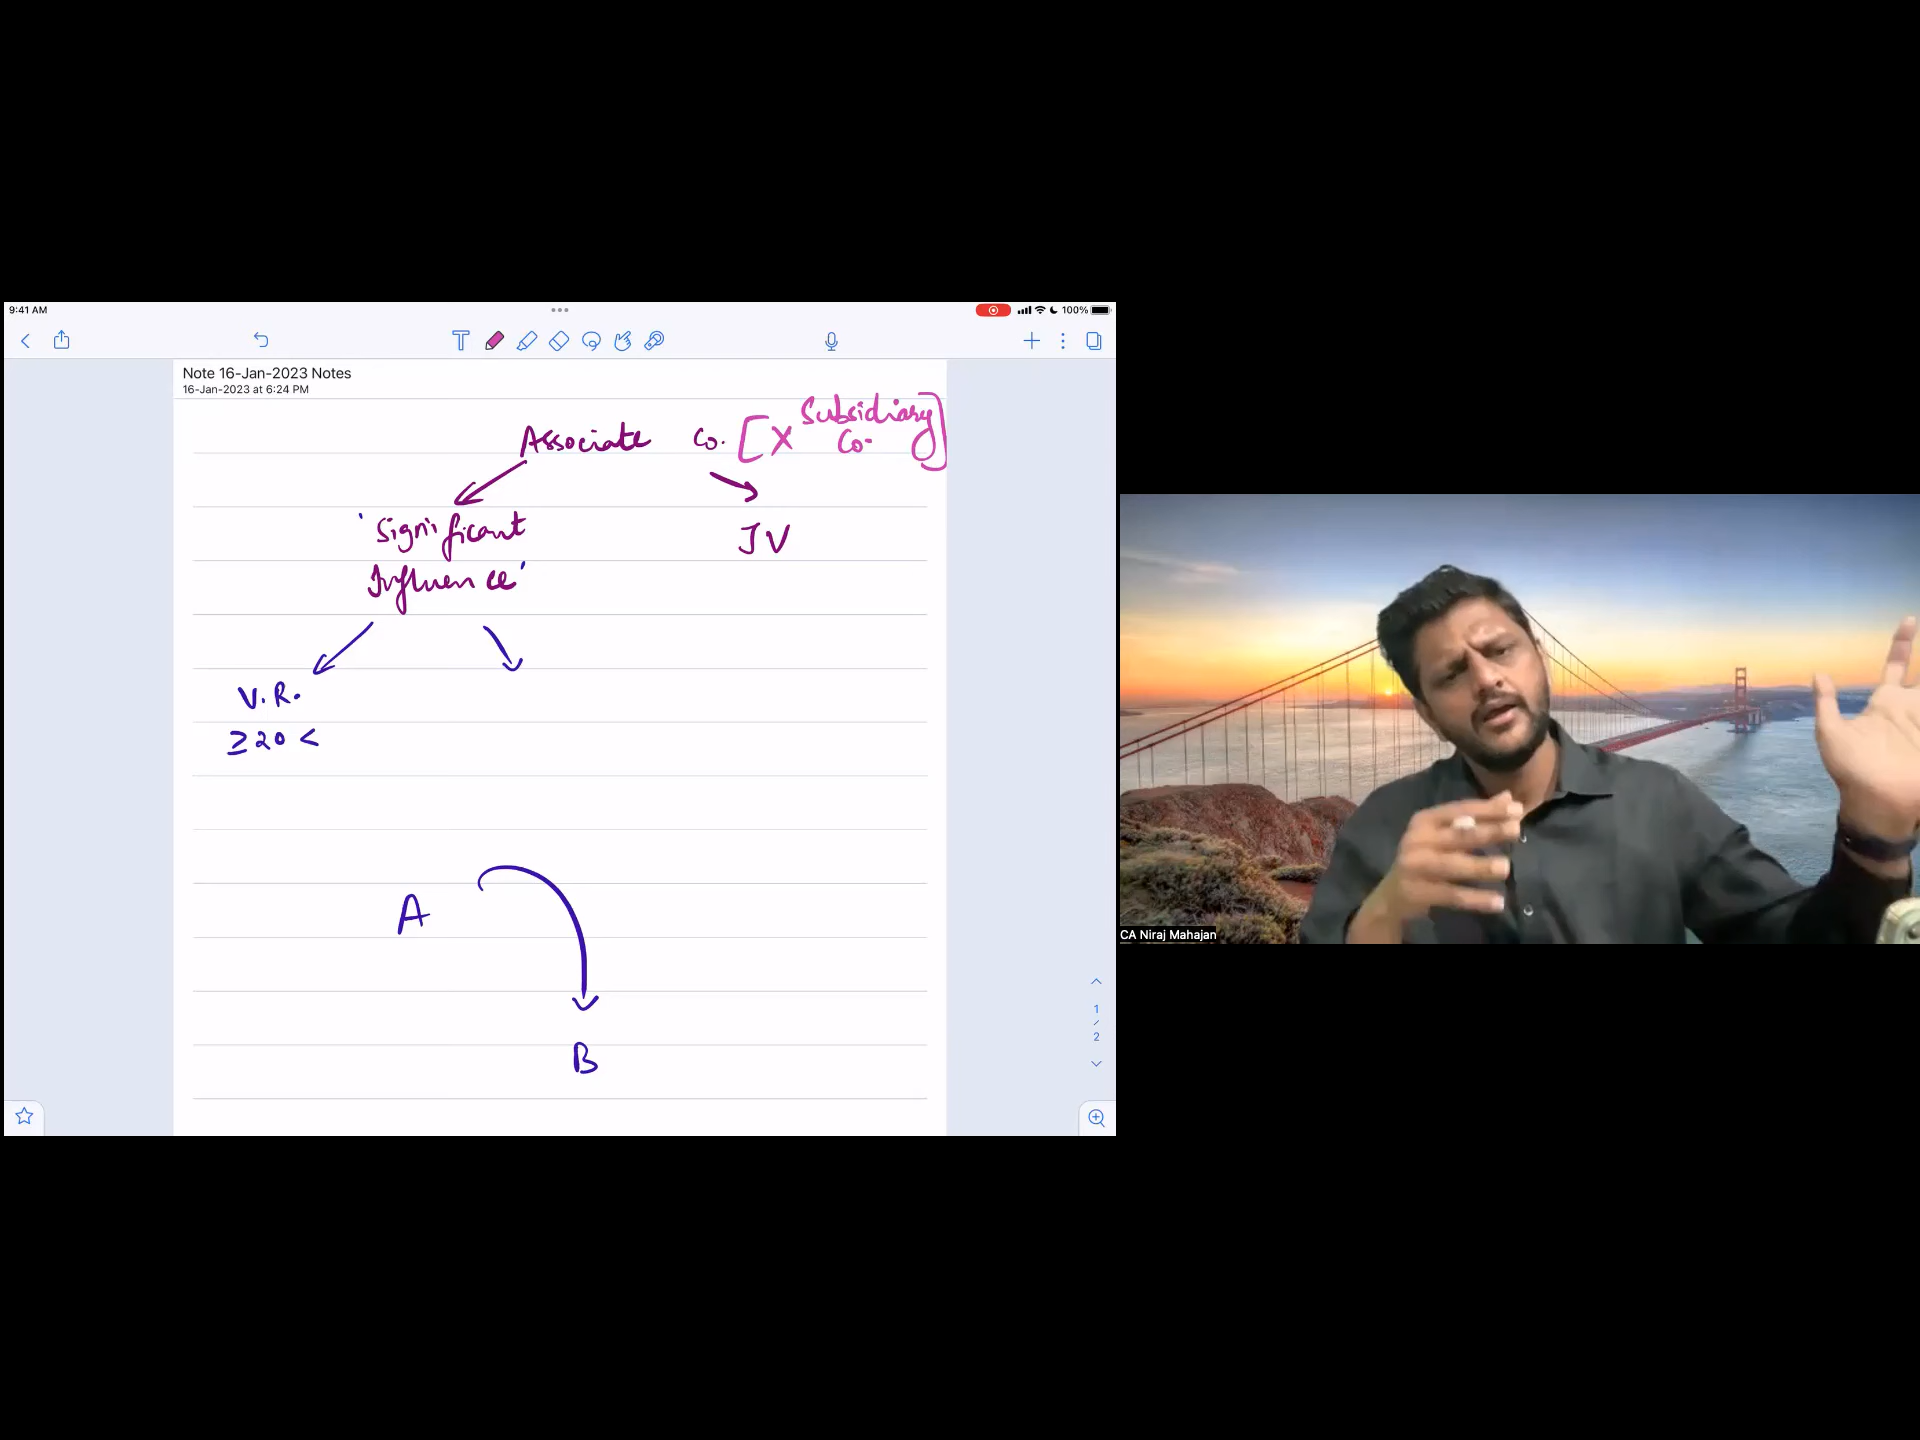 9:41 AM
100%
Note 16-Jan-2023 Notes
16-Jan-2023 at 6:24 PM
Associate Co. [X Subsidiary Co.]
'Significant
Influence'
JV
V.R.
≥20 <
A
B
1
/
2
CA Niraj Mahajan